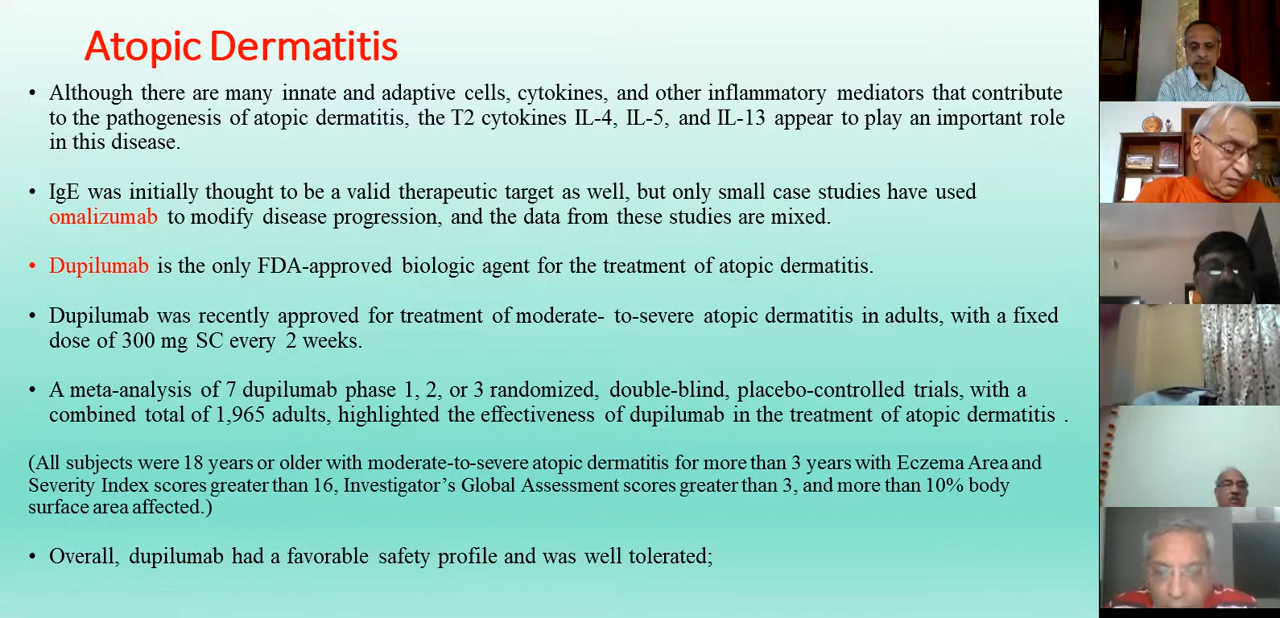 Atopic Dermatitis
• Although there are many innate and adaptive cells, cytokines, and other inflammatory mediators that contribute
to the pathogenesis of atopic dermatitis, the T2 cytokines IL-4, IL-5, and IL-13 appear to play an important role
in this disease.
• IgE was initially thought to be a valid therapeutic target as well, but only small case studies have used
omalizumab to modify disease progression, and the data from these studies are mixed.
• Dupilumab is the only FDA-approved biologic agent for the treatment of atopic dermatitis.
• Dupilumab was recently approved for treatment of moderate- to-severe atopic dermatitis in adults, with a fixed
dose of 300 mg SC every 2 weeks.
• A meta-analysis of 7 dupilumab phase 1, 2, or 3 randomized, double-blind, placebo-controlled trials, with a
combined total of 1,965 adults, highlighted the effectiveness of dupilumab in the treatment of atopic dermatitis .
(All subjects were 18 years or older with moderate-to-severe atopic dermatitis for more than 3 years with Eczema Area and
Severity Index scores greater than 16, Investigator's Global Assessment scores greater than 3, and more than 10% body
surface area affected.)
• Overall, dupilumab had a favorable safety profile and was well tolerated;